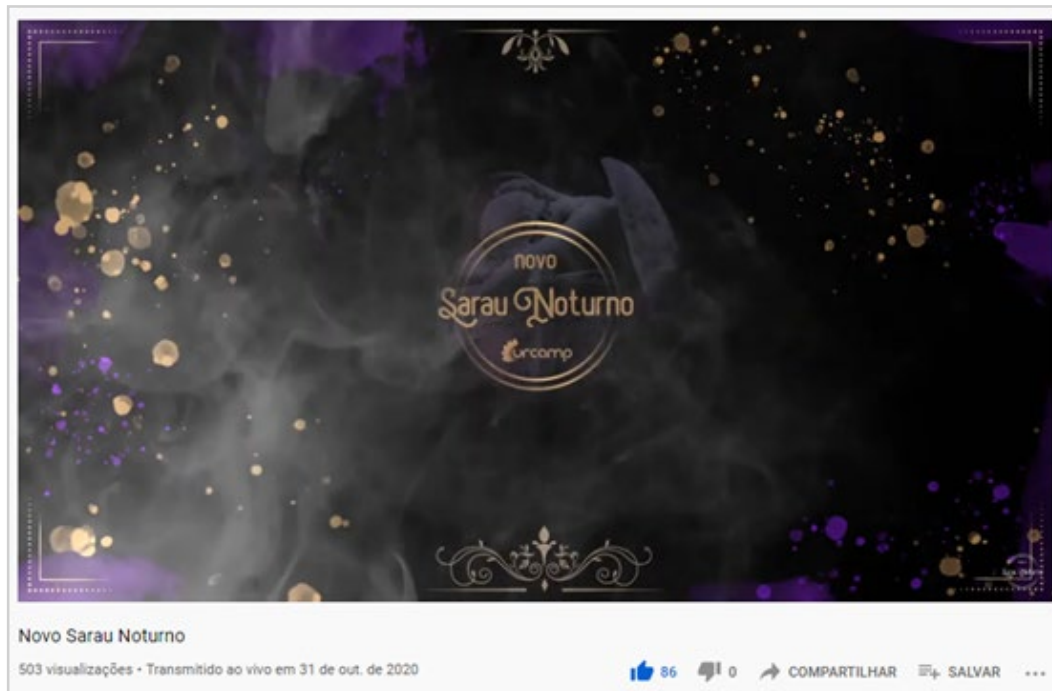 novo
Sarau Noturno
urcamp
Novo Sarau Noturno
503 visualizações • Transmitido ao vivo em 31 de out. de 2020
86 0 COMPARTILHAR SALVAR